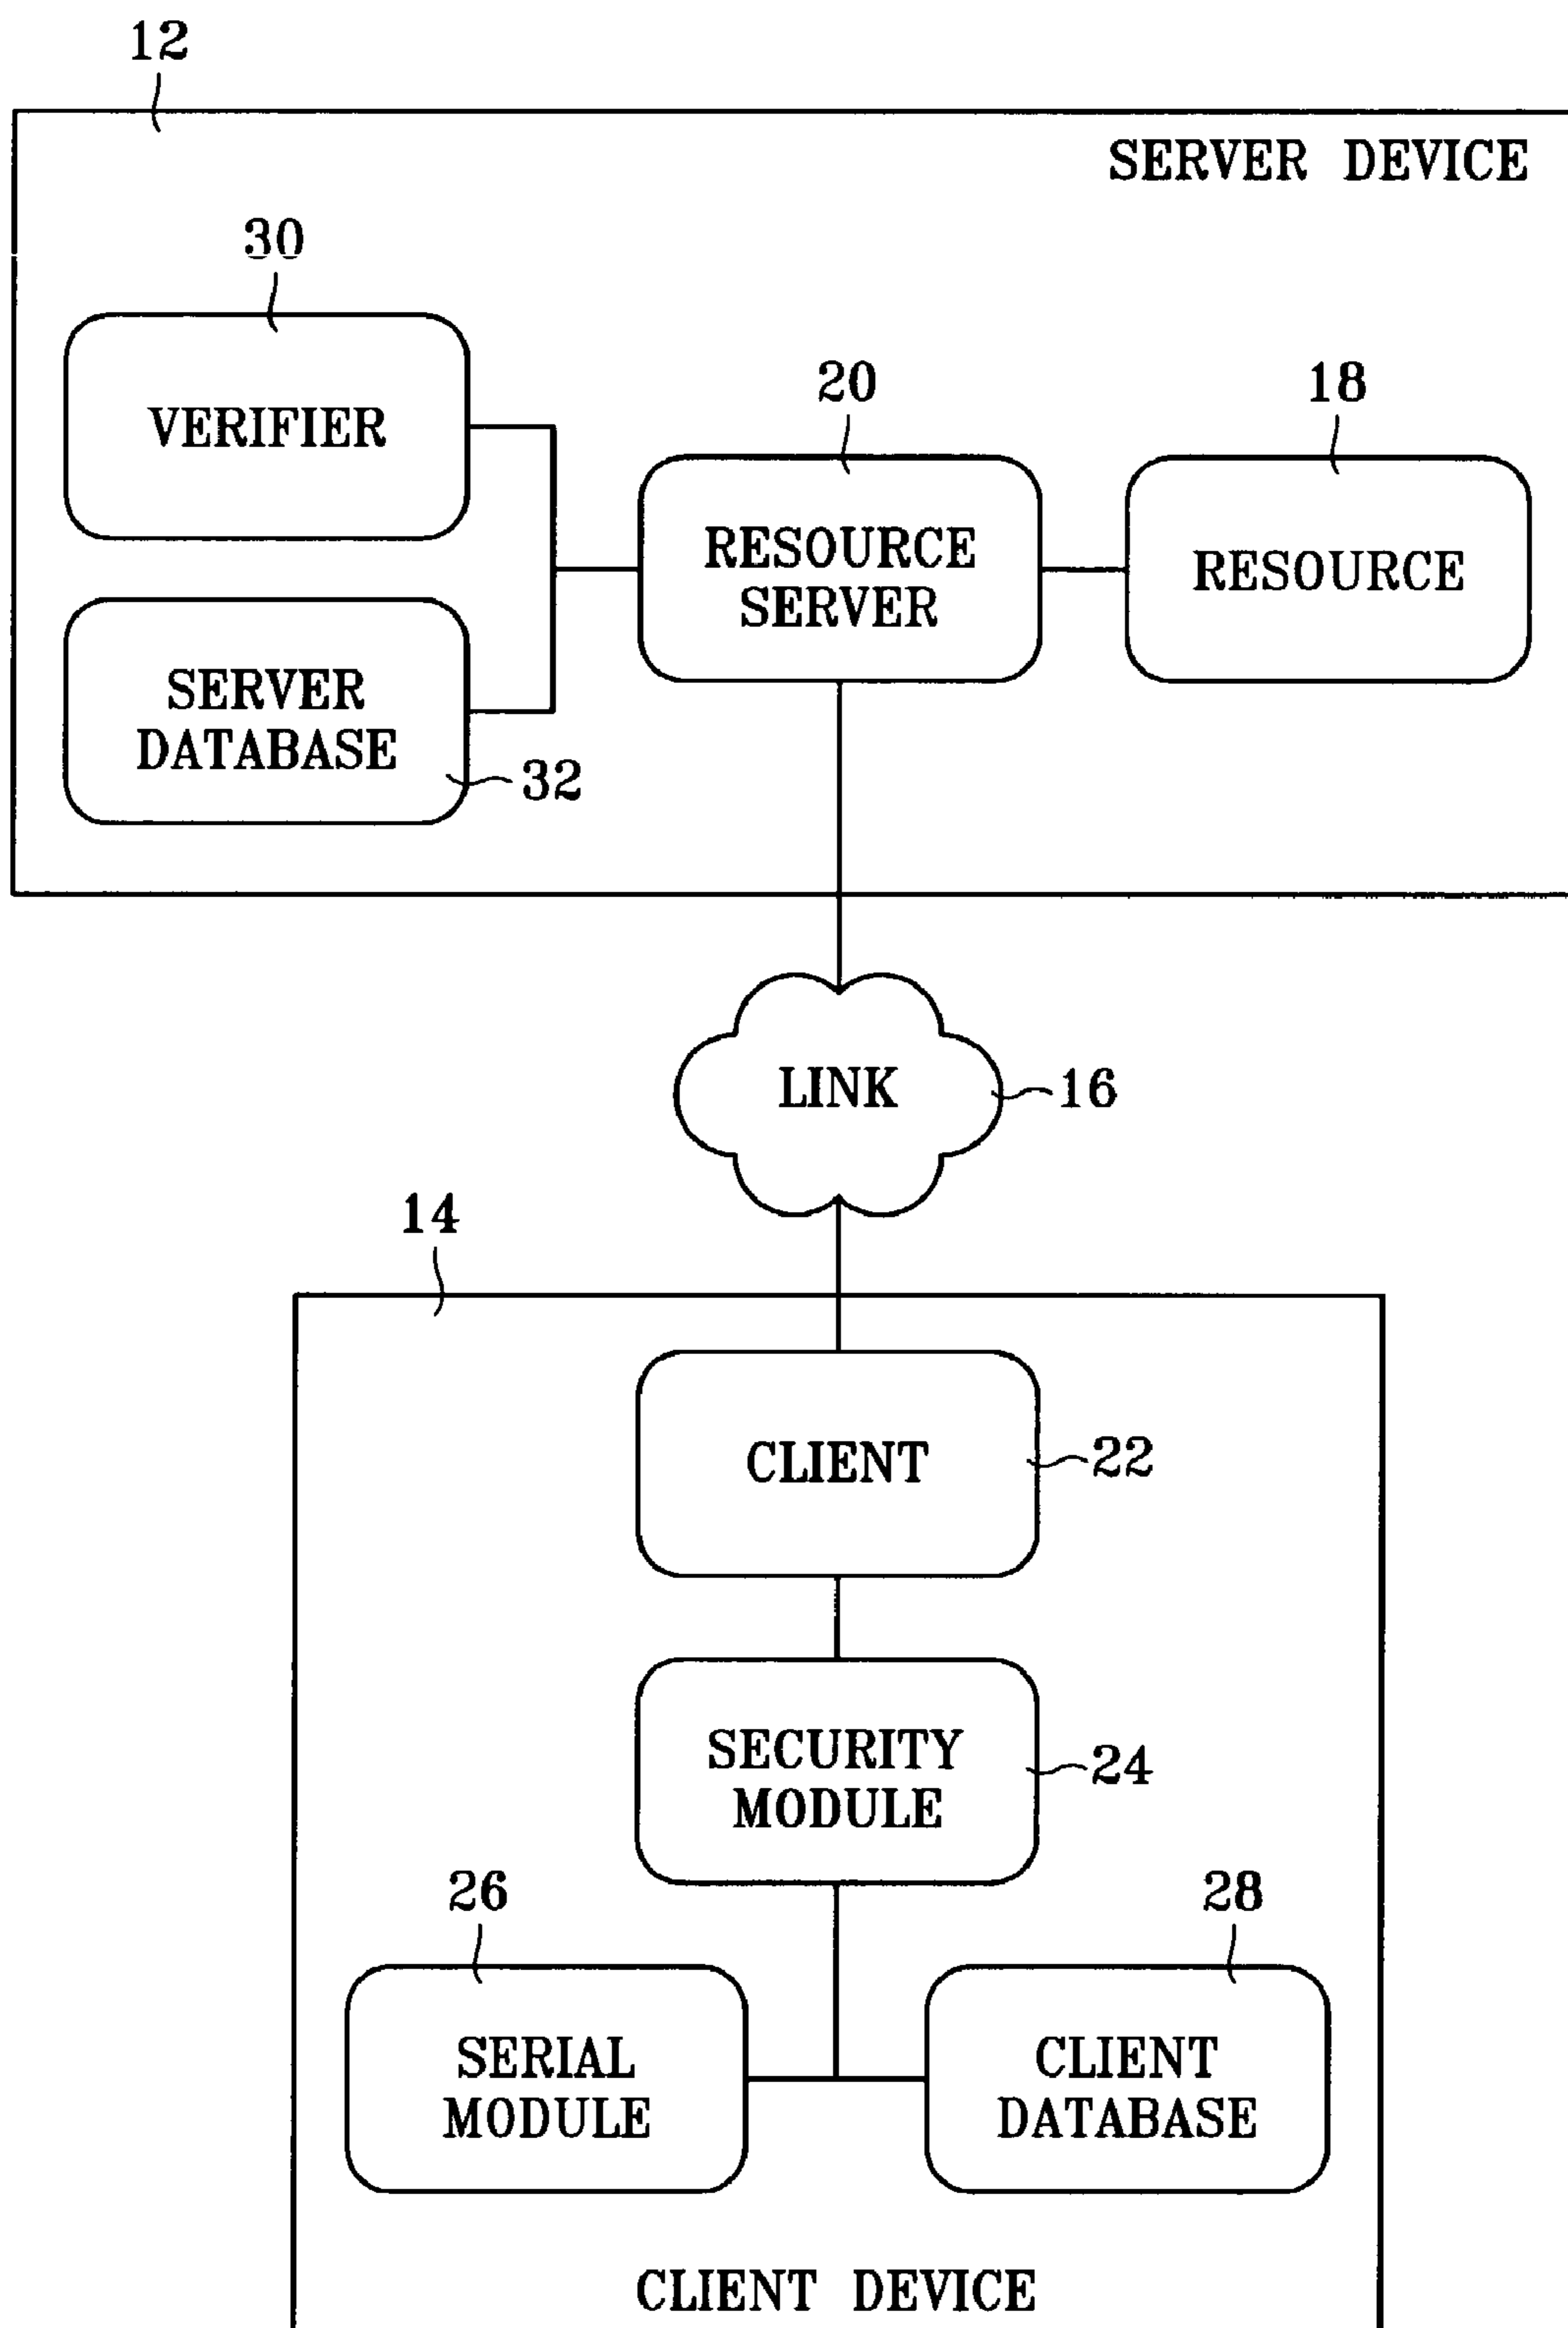 12
SERVER DEVICE
30
VERIFIER
20
18
RESOURCE
SERVER
RESOURCE
SERVER
DATABASE
32
LINK
16
14
CLIENT
22
SECURITY
MODULE
24
26
28
SERIAL
MODULE
CLIENT
DATABASE
CLIENT DEVICE